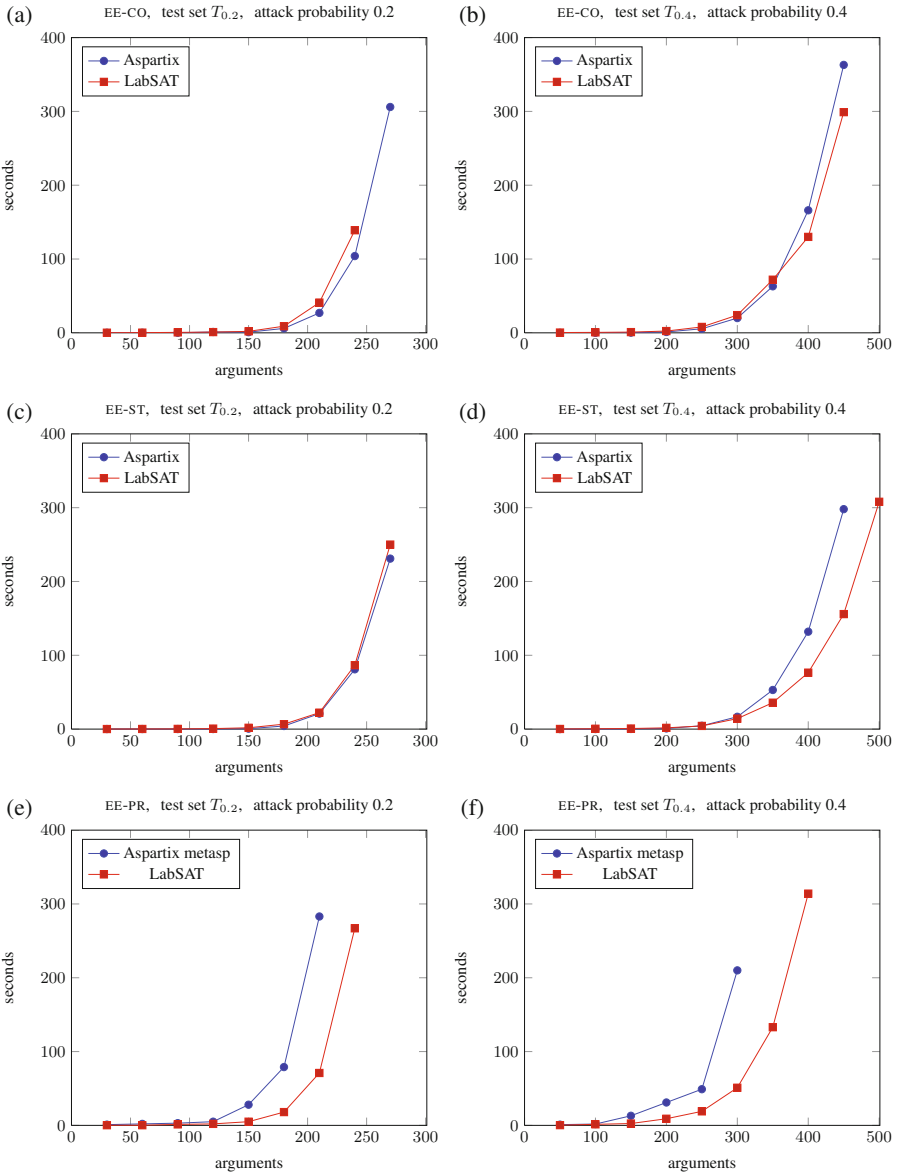 (a) EE-CO, test set T0.2, attack probability 0.2
400
300
200
100
0
seconds
Aspartix
LabSAT
0 50 100 150 200 250 300
arguments
(b) EE-CO, test set T0.4, attack probability 0.4
400
300
200
100
0
seconds
Aspartix
LabSAT
0 100 200 300 400 500
arguments
(c) EE-ST, test set T0.2, attack probability 0.2
400
300
200
100
0
seconds
Aspartix
LabSAT
0 50 100 150 200 250 300
arguments
(d) EE-ST, test set T0.4, attack probability 0.4
400
300
200
100
0
seconds
Aspartix
LabSAT
0 100 200 300 400 500
arguments
(e) EE-PR, test set T0.2, attack probability 0.2
400
300
200
100
0
seconds
Aspartix metasp
LabSAT
0 50 100 150 200 250 300
arguments
(f) EE-PR, test set T0.4, attack probability 0.4
400
300
200
100
0
seconds
Aspartix metasp
LabSAT
0 100 200 300 400 500
arguments